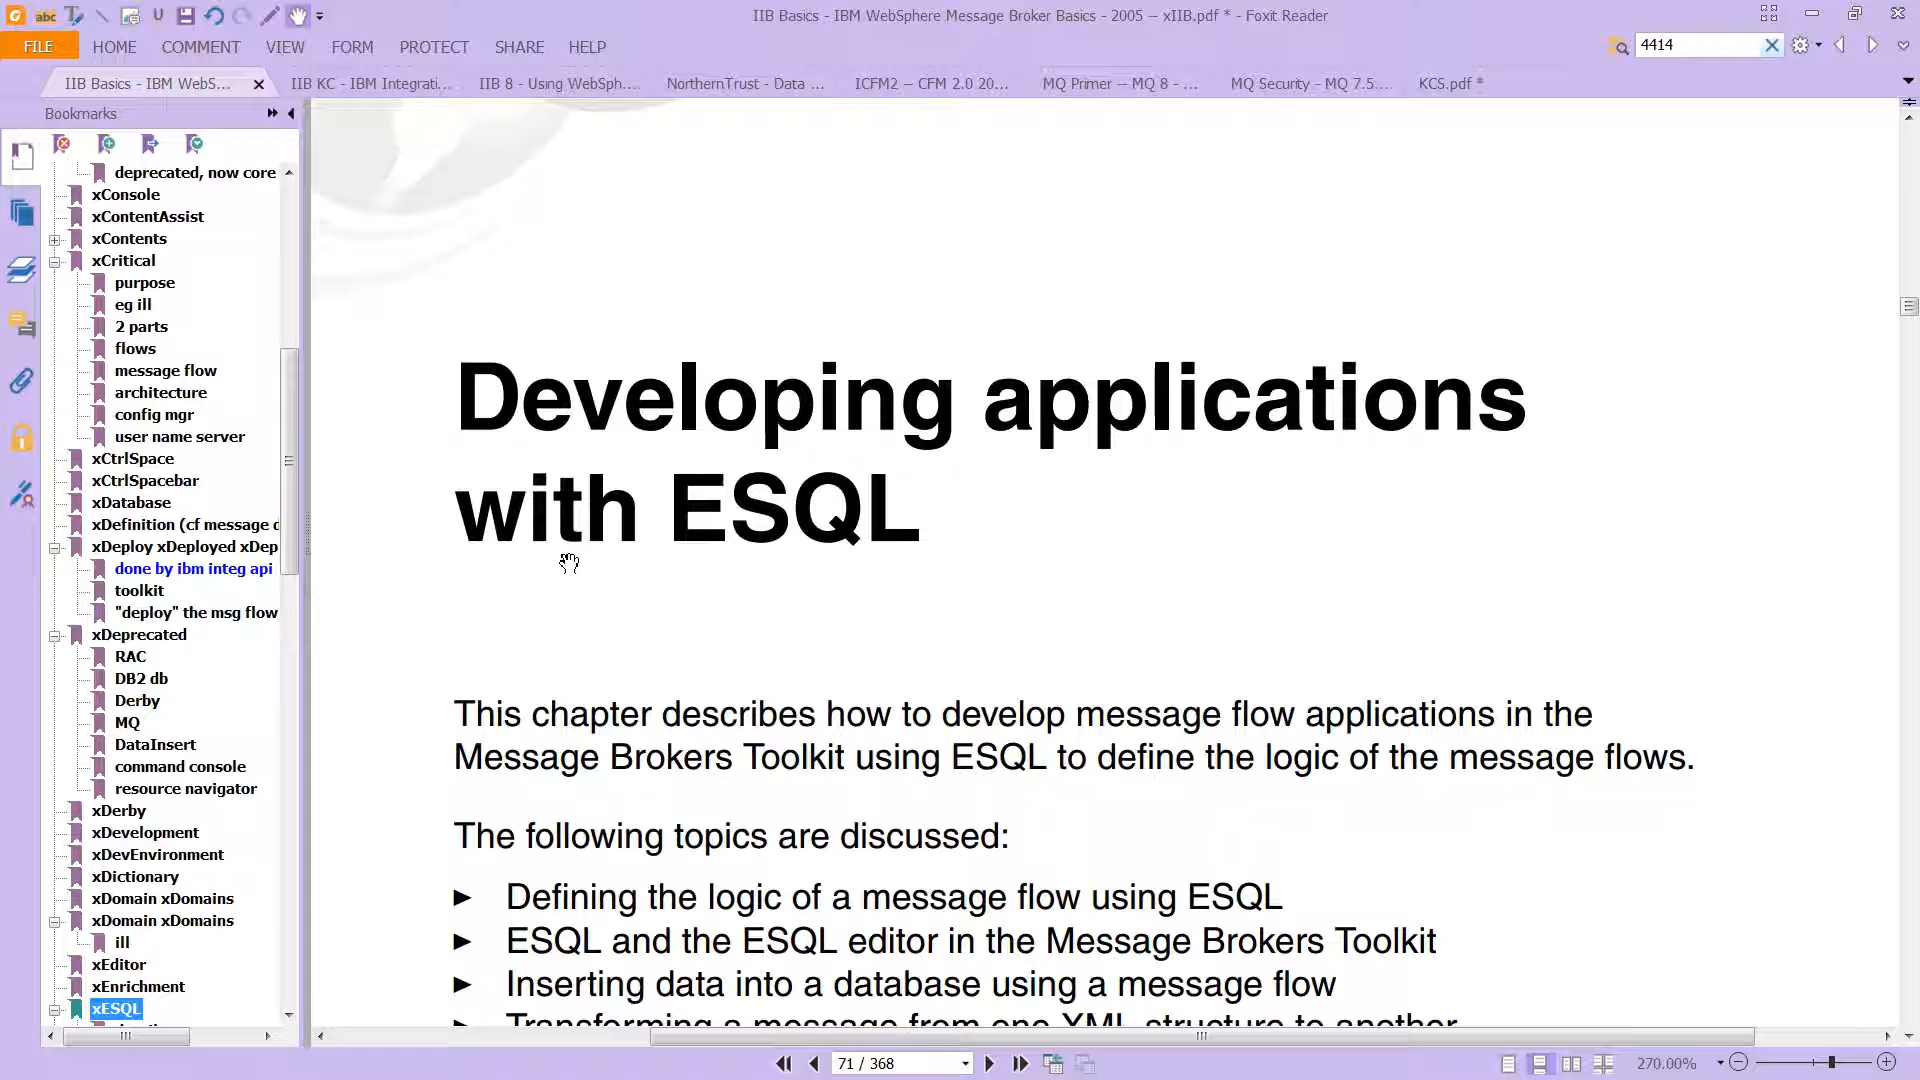 IIB Basics - IBM WebSphere Message Broker Basics - 2005 -- xIIB.pdf * - Foxit Reader
FILE HOME COMMENT VIEW FORM PROTECT SHARE HELP
4414
IIB Basics - IBM WebS... IIB KC - IBM Integrati... IIB 8 - Using WebSph... NorthernTrust - Data ... ICFM2 -- CFM 2.0 20... MQ Primer -- MQ 8 - ... MQ Security - MQ 7.5.... KCS.pdf *
Bookmarks
deprecated, now core
xConsole
xContentAssist
xContents
xCritical
purpose
eg ill
2 parts
flows
message flow
architecture
config mgr
user name server
xCtrlSpace
xCtrlSpacebar
xDatabase
xDefinition (cf message d
xDeploy xDeployed xDep
done by ibm integ api
toolkit
"deploy" the msg flow
xDeprecated
RAC
DB2 db
Derby
MQ
DataInsert
command console
resource navigator
xDerby
xDevelopment
xDevEnvironment
xDictionary
xDomain xDomains
xDomain xDomains
ill
xEditor
xEnrichment
xESQL
Developing applications
with ESQL
This chapter describes how to develop message flow applications in the
Message Brokers Toolkit using ESQL to define the logic of the message flows.
The following topics are discussed:
► Defining the logic of a message flow using ESQL
► ESQL and the ESQL editor in the Message Brokers Toolkit
► Inserting data into a database using a message flow
► Transforming a message from one XML structure to another
71 / 368
270.00%